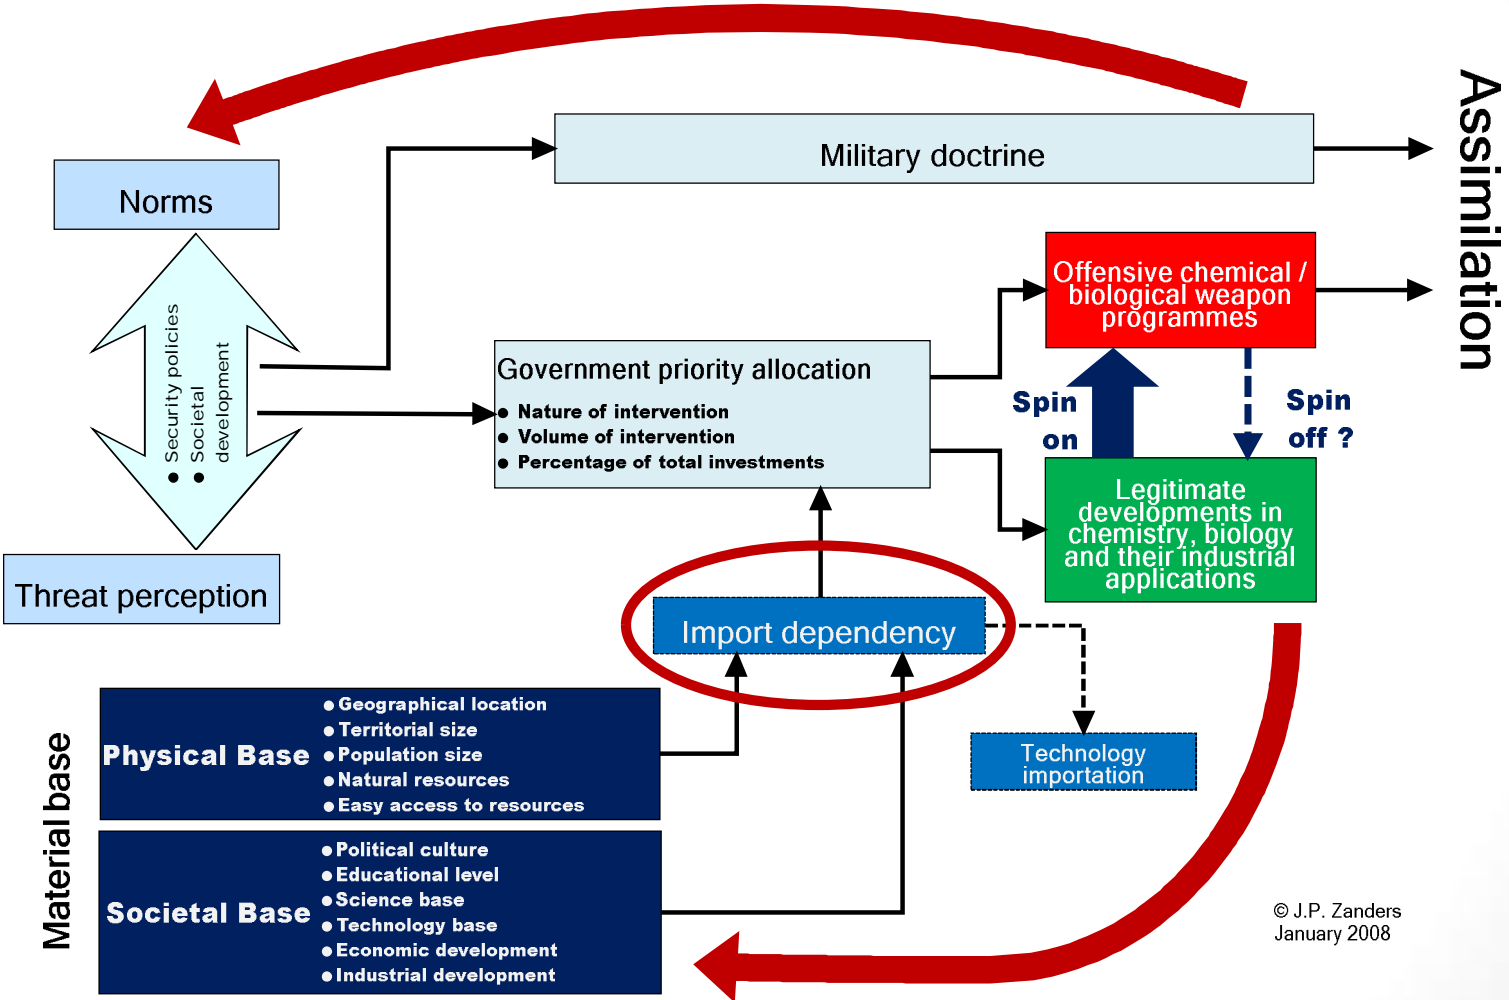 Military doctrine
Assimilation
Norms
Offensive chemical /
biological weapon
programmes
● Security policies
● Societal
development
Government priority allocation
● Nature of intervention
● Volume of intervention
● Percentage of total investments
Spin
on
Spin
off ?
Legitimate
developments in
chemistry, biology
and their industrial
applications
Threat perception
Import dependency
Technology
importation
Material base
Physical Base
● Geographical location
● Territorial size
● Population size
● Natural resources
● Easy access to resources
Societal Base
● Political culture
● Educational level
● Science base
● Technology base
● Economic development
● Industrial development
© J.P. Zanders
January 2008